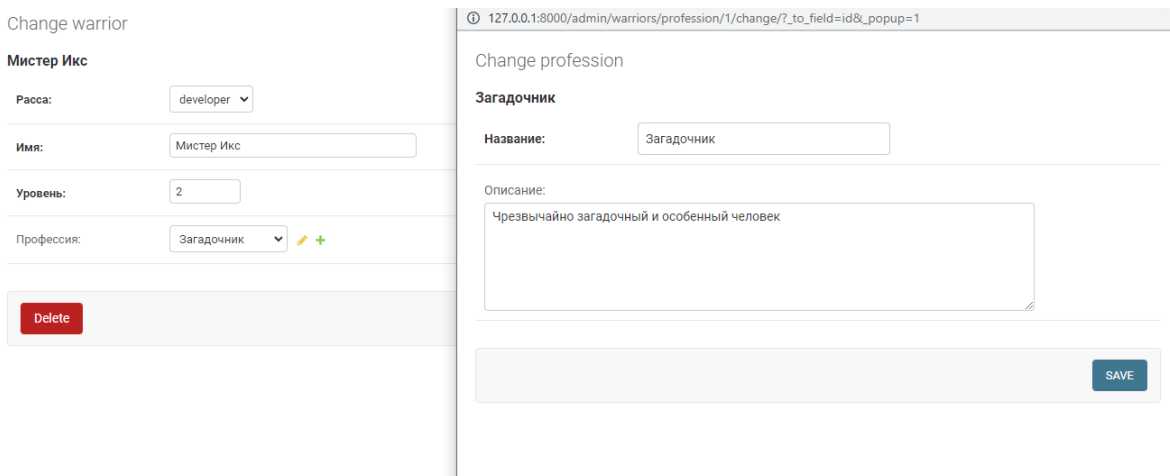 Change warrior
Мистер Икс
Расса:
developer
Имя:
Мистер Икс
Уровень:
2
Профессия:
Загадочник
Delete
127.0.0.1:8000/admin/warriors/profession/1/change/?_to_field=id&_popup=1
Change profession
Загадочник
Название:
Загадочник
Описание:
Чрезвычайно загадочный и особенный человек
SAVE